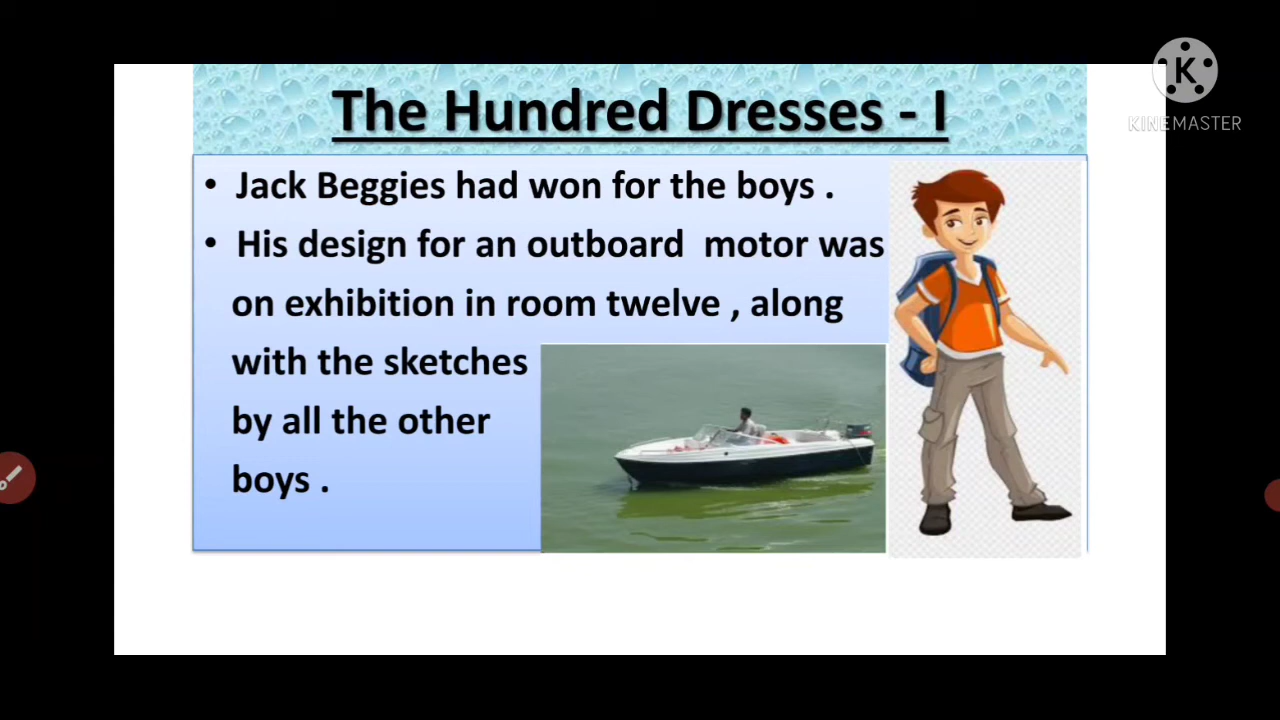 The Hundred Dresses - I
K
KINEMASTER
• Jack Beggies had won for the boys .
• His design for an outboard motor was
on exhibition in room twelve , along
with the sketches
by all the other
boys .